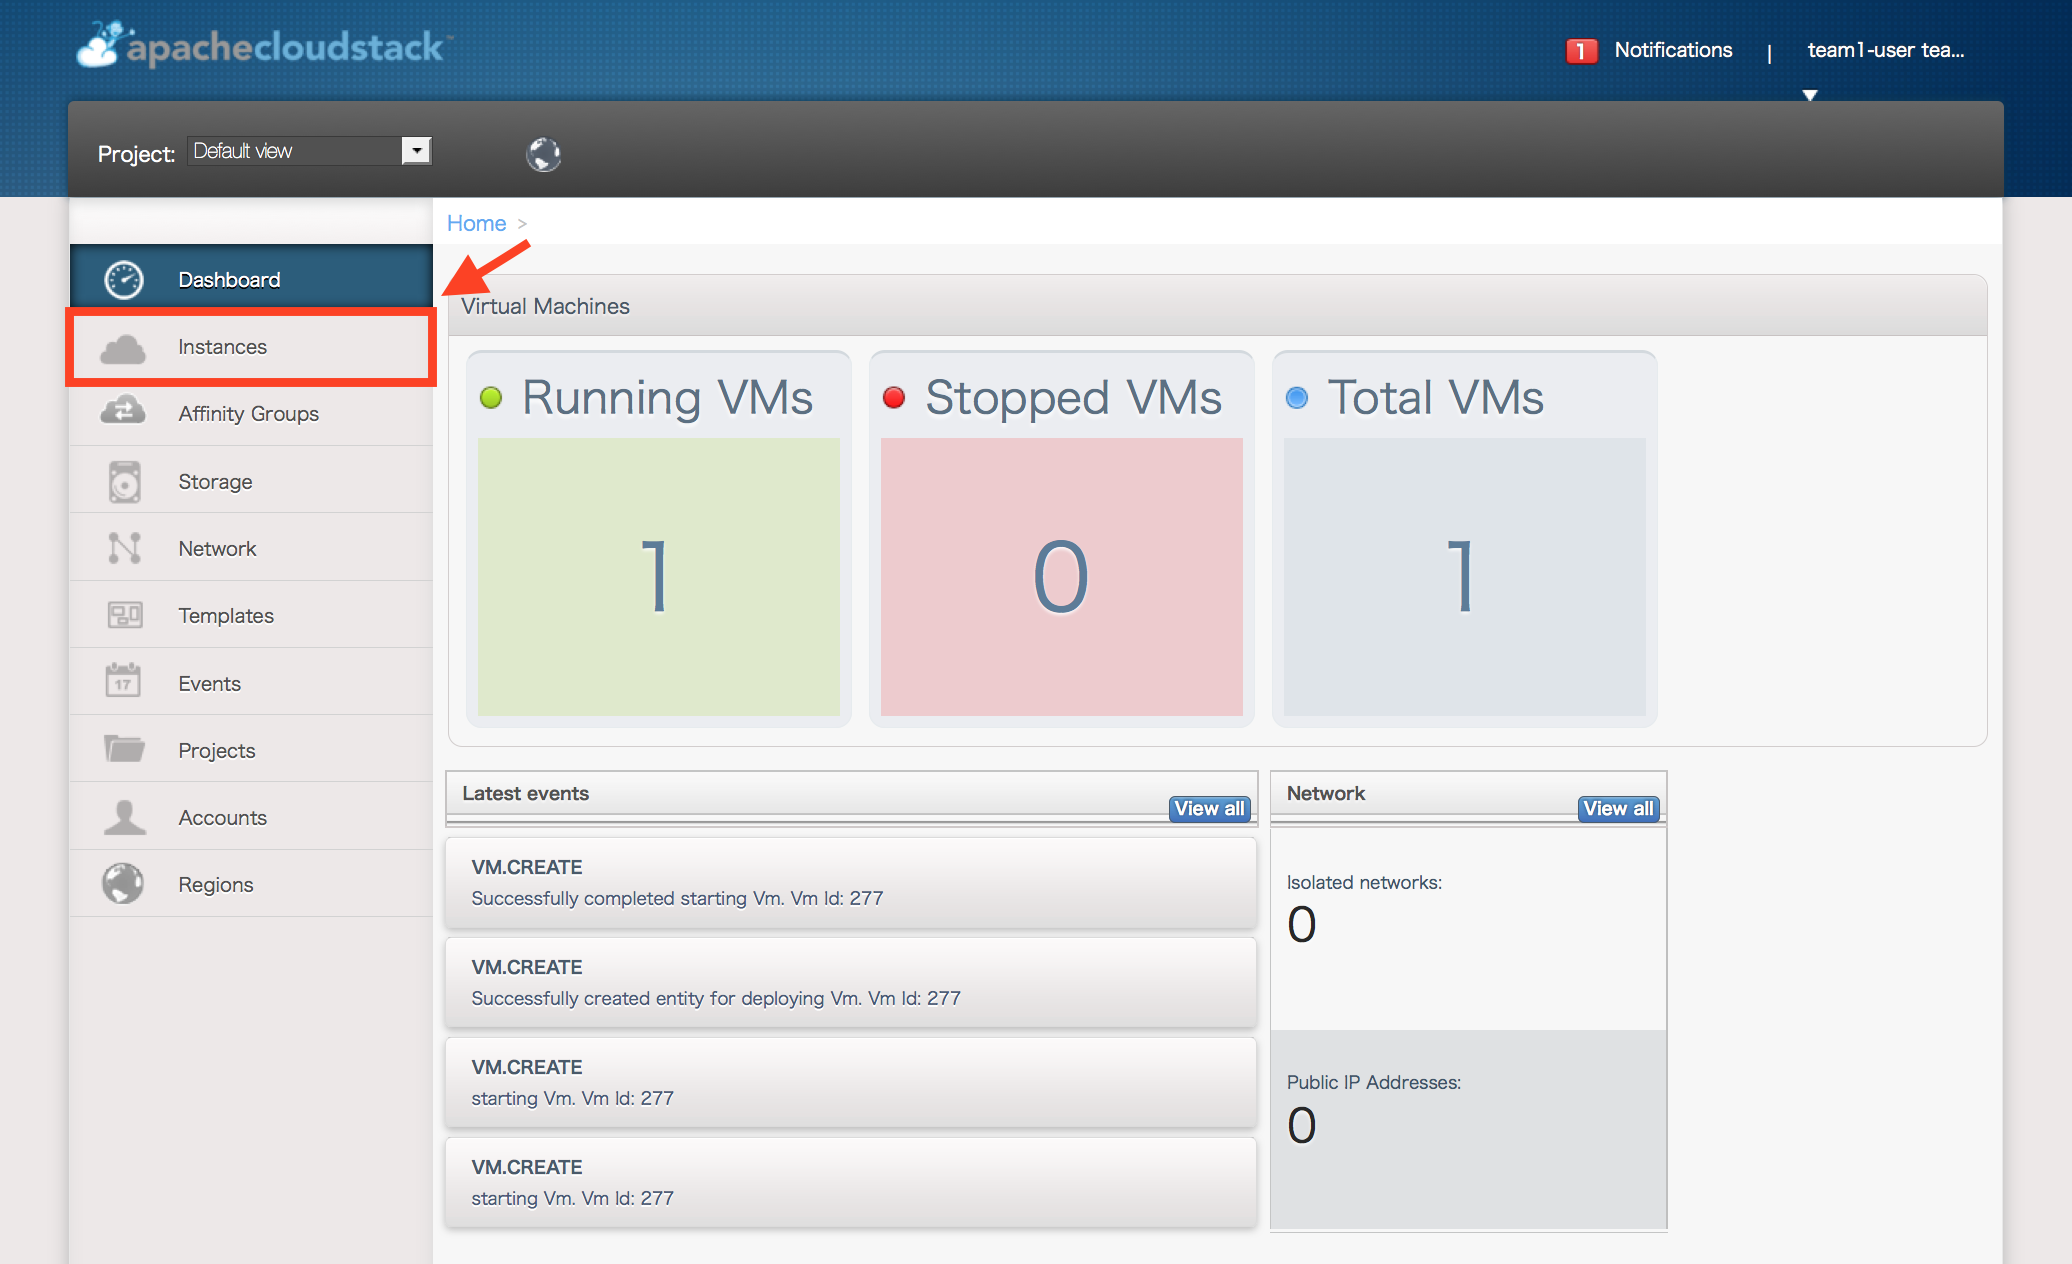 apachecloudstack™
1 Notifications | team1-user tea...
Project: Default view
Home >
Dashboard
Instances
Affinity Groups
Storage
Network
Templates
17
Events
Projects
Accounts
Regions
Virtual Machines
Running VMs
1
Stopped VMs
0
Total VMs
1
Latest events
View all
VM.CREATE
Successfully completed starting Vm. Vm Id: 277
VM.CREATE
Successfully created entity for deploying Vm. Vm Id: 277
VM.CREATE
starting Vm. Vm Id: 277
VM.CREATE
starting Vm. Vm Id: 277
Network
View all
Isolated networks:
0
Public IP Addresses:
0